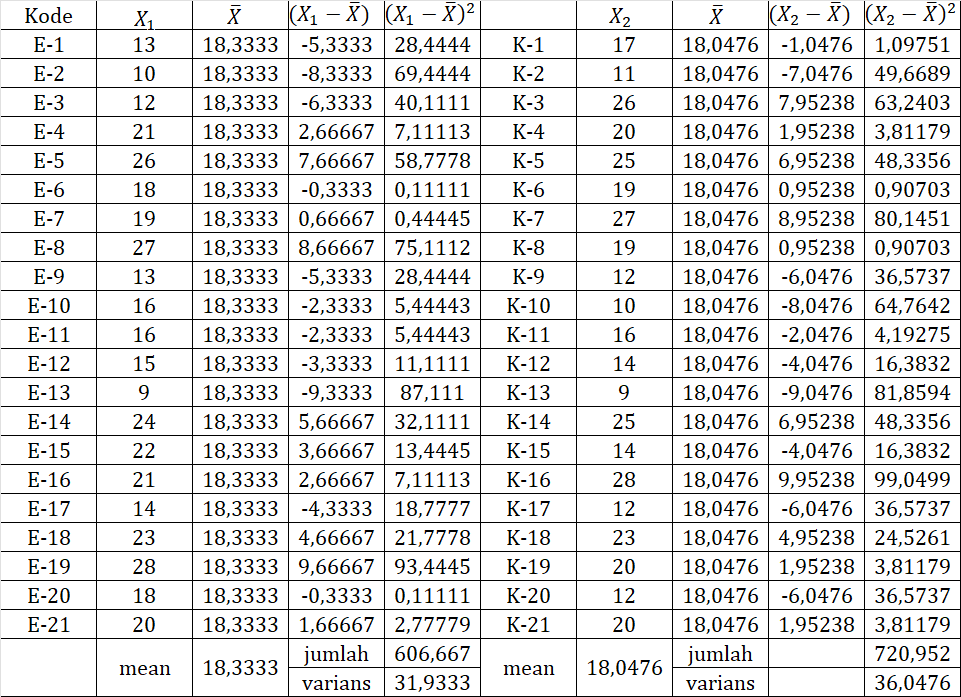 Kode X₁ X̄ (X₁ − X̄) (X₁ − X̄)² X₂ X̄ (X₂ − X̄) (X₂ − X̄)²
E-1 13 18,3333 -5,3333 28,4444 K-1 17 18,0476 -1,0476 1,09751
E-2 10 18,3333 -8,3333 69,4444 K-2 11 18,0476 -7,0476 49,6689
E-3 12 18,3333 -6,3333 40,1111 K-3 26 18,0476 7,95238 63,2403
E-4 21 18,3333 2,66667 7,11113 K-4 20 18,0476 1,95238 3,81179
E-5 26 18,3333 7,66667 58,7778 K-5 25 18,0476 6,95238 48,3356
E-6 18 18,3333 -0,3333 0,11111 K-6 19 18,0476 0,95238 0,90703
E-7 19 18,3333 0,66667 0,44445 K-7 27 18,0476 8,95238 80,1451
E-8 27 18,3333 8,66667 75,1112 K-8 19 18,0476 0,95238 0,90703
E-9 13 18,3333 -5,3333 28,4444 K-9 12 18,0476 -6,0476 36,5737
E-10 16 18,3333 -2,3333 5,44443 K-10 10 18,0476 -8,0476 64,7642
E-11 16 18,3333 -2,3333 5,44443 K-11 16 18,0476 -2,0476 4,19275
E-12 15 18,3333 -3,3333 11,1111 K-12 14 18,0476 -4,0476 16,3832
E-13 9 18,3333 -9,3333 87,111 K-13 9 18,0476 -9,0476 81,8594
E-14 24 18,3333 5,66667 32,1111 K-14 25 18,0476 6,95238 48,3356
E-15 22 18,3333 3,66667 13,4445 K-15 14 18,0476 -4,0476 16,3832
E-16 21 18,3333 2,66667 7,11113 K-16 28 18,0476 9,95238 99,0499
E-17 14 18,3333 -4,3333 18,7777 K-17 12 18,0476 -6,0476 36,5737
E-18 23 18,3333 4,66667 21,7778 K-18 23 18,0476 4,95238 24,5261
E-19 28 18,3333 9,66667 93,4445 K-19 20 18,0476 1,95238 3,81179
E-20 18 18,3333 -0,3333 0,11111 K-20 12 18,0476 -6,0476 36,5737
E-21 20 18,3333 1,66667 2,77779 K-21 20 18,0476 1,95238 3,81179
mean 18,3333 jumlah 606,667 mean 18,0476 jumlah 720,952
varians 31,9333 varians 36,0476